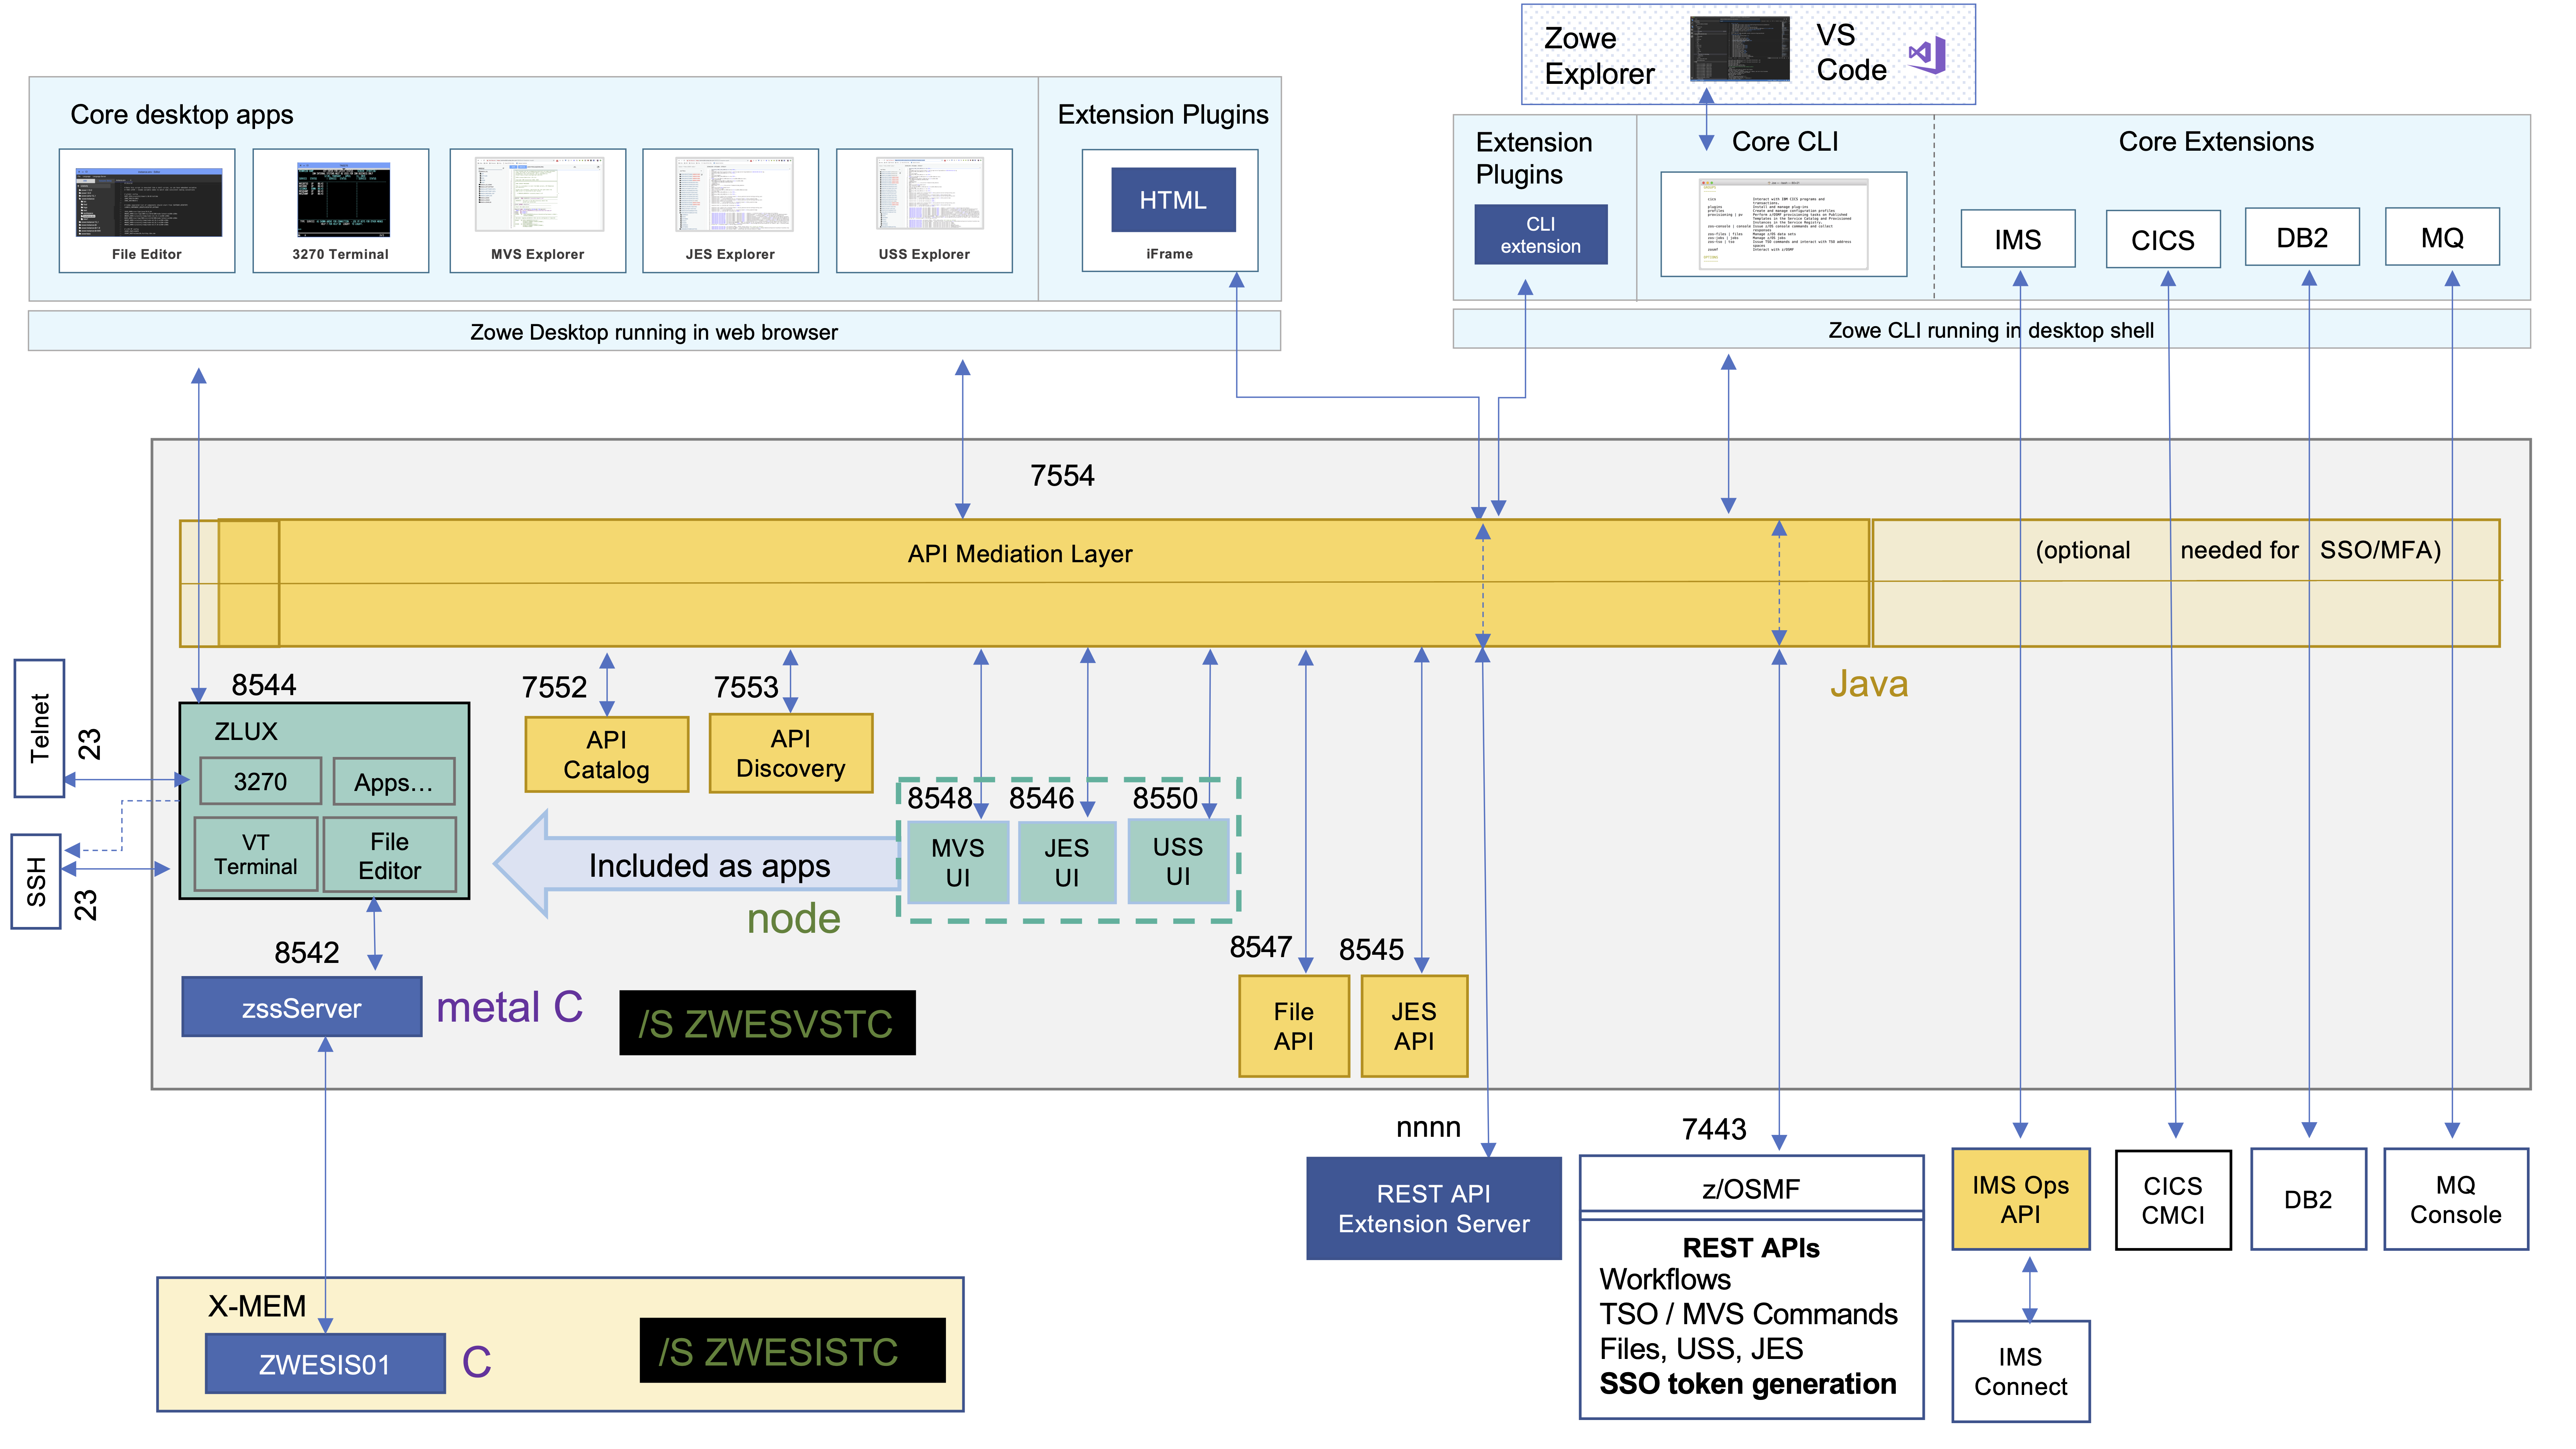 Zowe
Explorer
VS
Code
Core desktop apps
Extension Plugins
File Editor
3270 Terminal
MVS Explorer
JES Explorer
USS Explorer
HTML
iFrame
Zowe Desktop running in web browser
Extension
Plugins
Core CLI
Core Extensions
CLI
extension
IMS
CICS
DB2
MQ
Zowe CLI running in desktop shell
7554
API Mediation Layer
(optional needed for SSO/MFA)
Java
Telnet
23
SSH
23
8544
ZLUX
3270
Apps...
VT
Terminal
File
Editor
7552
API
Catalog
7553
API
Discovery
8548
8546
8550
MVS
UI
JES
UI
USS
UI
Included as apps
node
8542
zssServer
metal C
/S ZWESVSTC
8547
8545
File
API
JES
API
X-MEM
ZWESIS01
C
/S ZWESISTC
nnnn
REST API
Extension Server
7443
z/OSMF
REST APIs
Workflows
TSO / MVS Commands
Files, USS, JES
SSO token generation
IMS Ops
API
IMS
Connect
CICS
CMCI
DB2
MQ
Console